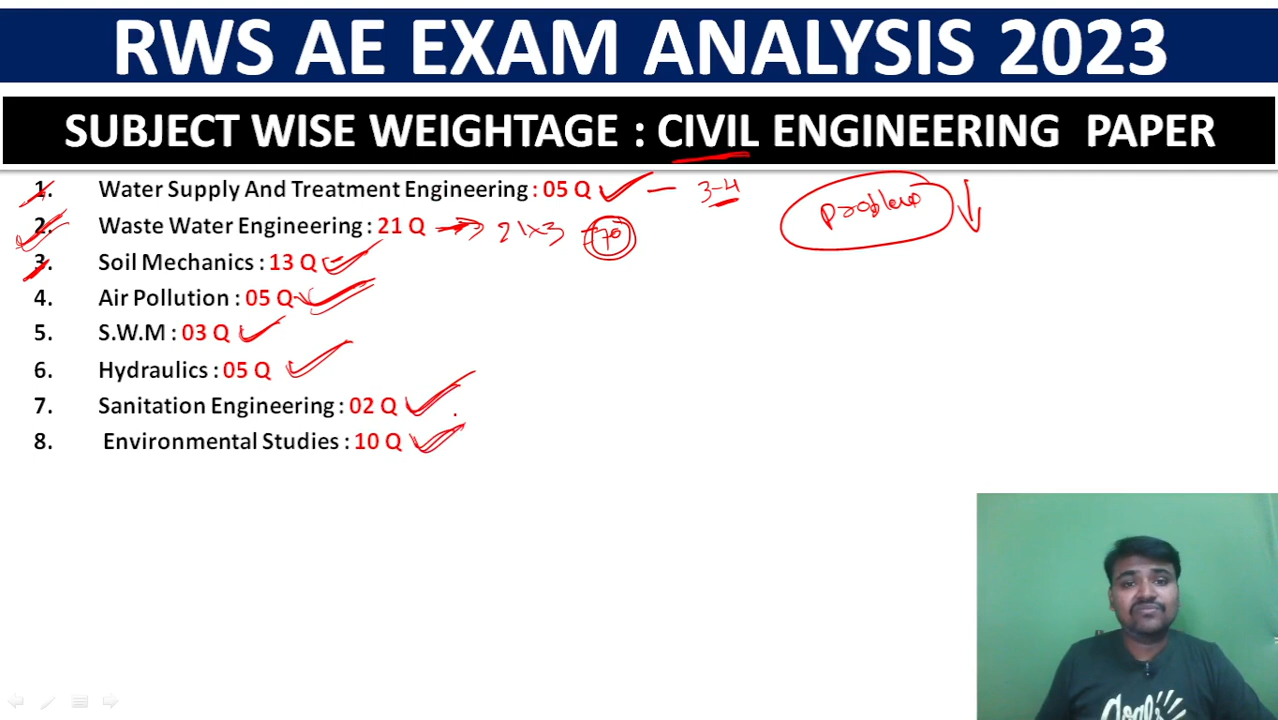 RWS AE EXAM ANALYSIS 2023
SUBJECT WISE WEIGHTAGE : CIVIL ENGINEERING PAPER
1. Water Supply And Treatment Engineering : 05 Q — 3-4
problem
2. Waste Water Engineering : 21 Q → 21x3 = 70
3. Soil Mechanics : 13 Q
4. Air Pollution : 05 Q
5. S.W.M : 03 Q
6. Hydraulics : 05 Q
7. Sanitation Engineering : 02 Q
8. Environmental Studies : 10 Q
Goal